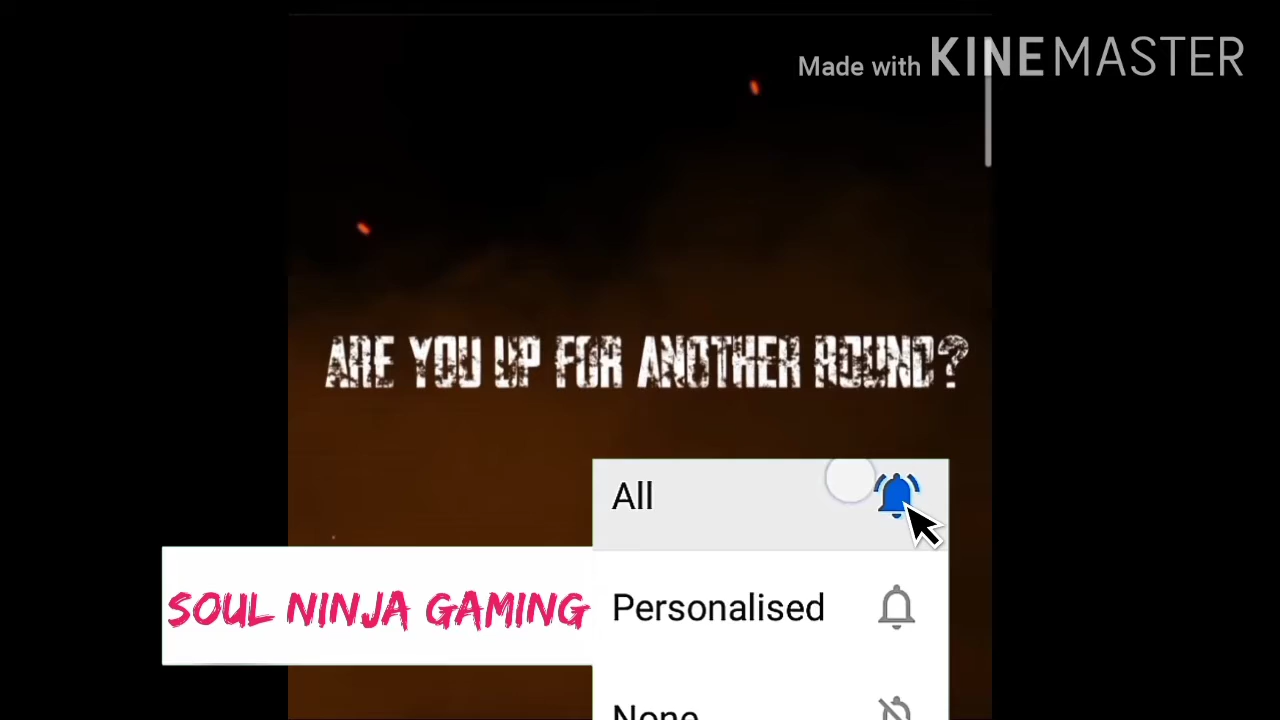 Made with KINEMASTER
ARE YOU UP FOR ANOTHER ROUND?
All
SOUL NINJA GAMING
Personalised
None